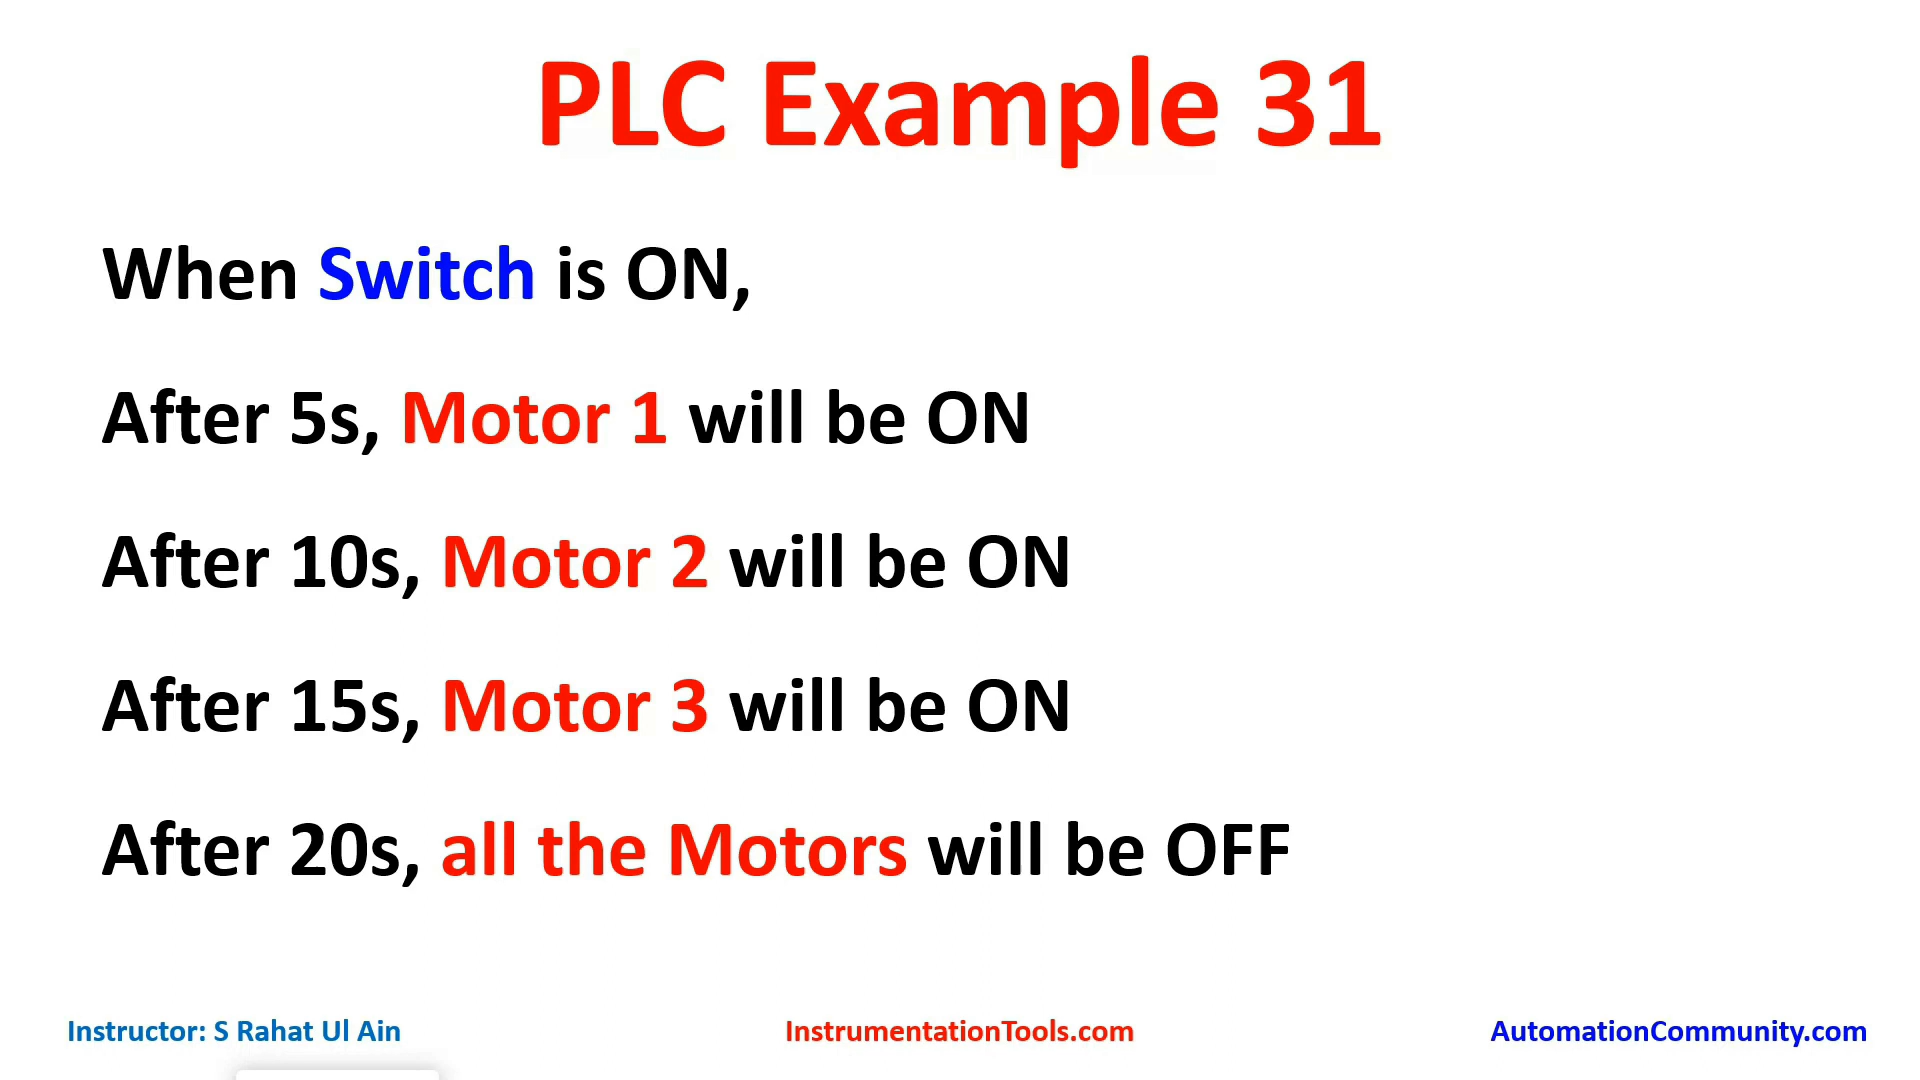 PLC Example 31
When Switch is ON,
After 5s, Motor 1 will be ON
After 10s, Motor 2 will be ON
After 15s, Motor 3 will be ON
After 20s, all the Motors will be OFF
Instructor: S Rahat Ul Ain
InstrumentationTools.com
AutomationCommunity.com